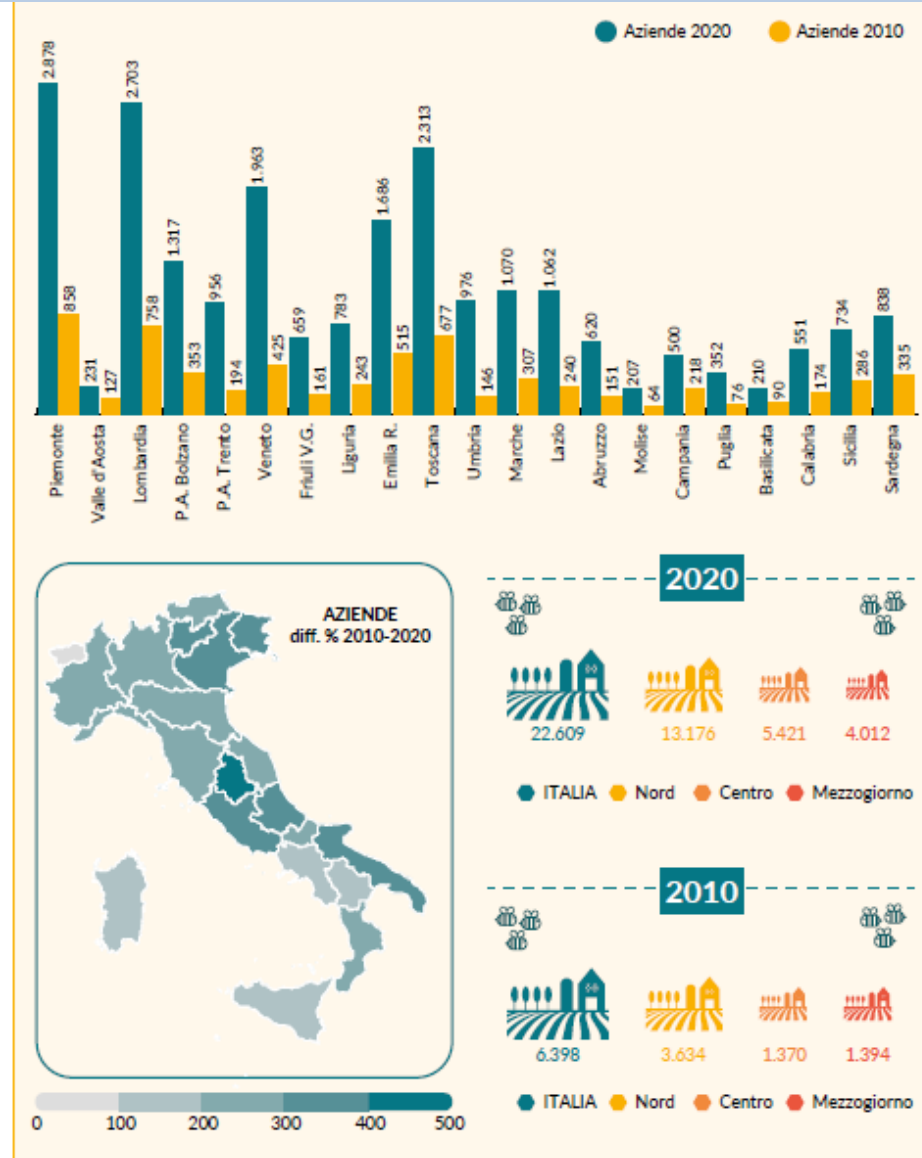 Aziende 2020 Aziende 2010
2.878
858
231
127
2.703
758
1.317
353
956
194
1.963
425
659
161
783
243
1.686
515
2.313
677
976
146
1.070
307
1.062
240
620
151
207
64
500
218
352
76
210
90
551
174
734
286
838
335
Piemonte
Valle d'Aosta
Lombardia
P.A. Bolzano
P.A. Trento
Veneto
Friuli V.G.
Liguria
Emilia R.
Toscana
Umbria
Marche
Lazio
Abruzzo
Molise
Campania
Puglia
Basilicata
Calabria
Sicilia
Sardegna
AZIENDE
diff. % 2010-2020
0 100 200 300 400 500
2020
22.609 13.176 5.421 4.012
ITALIA Nord Centro Mezzogiorno
2010
6.398 3.634 1.370 1.394
ITALIA Nord Centro Mezzogiorno